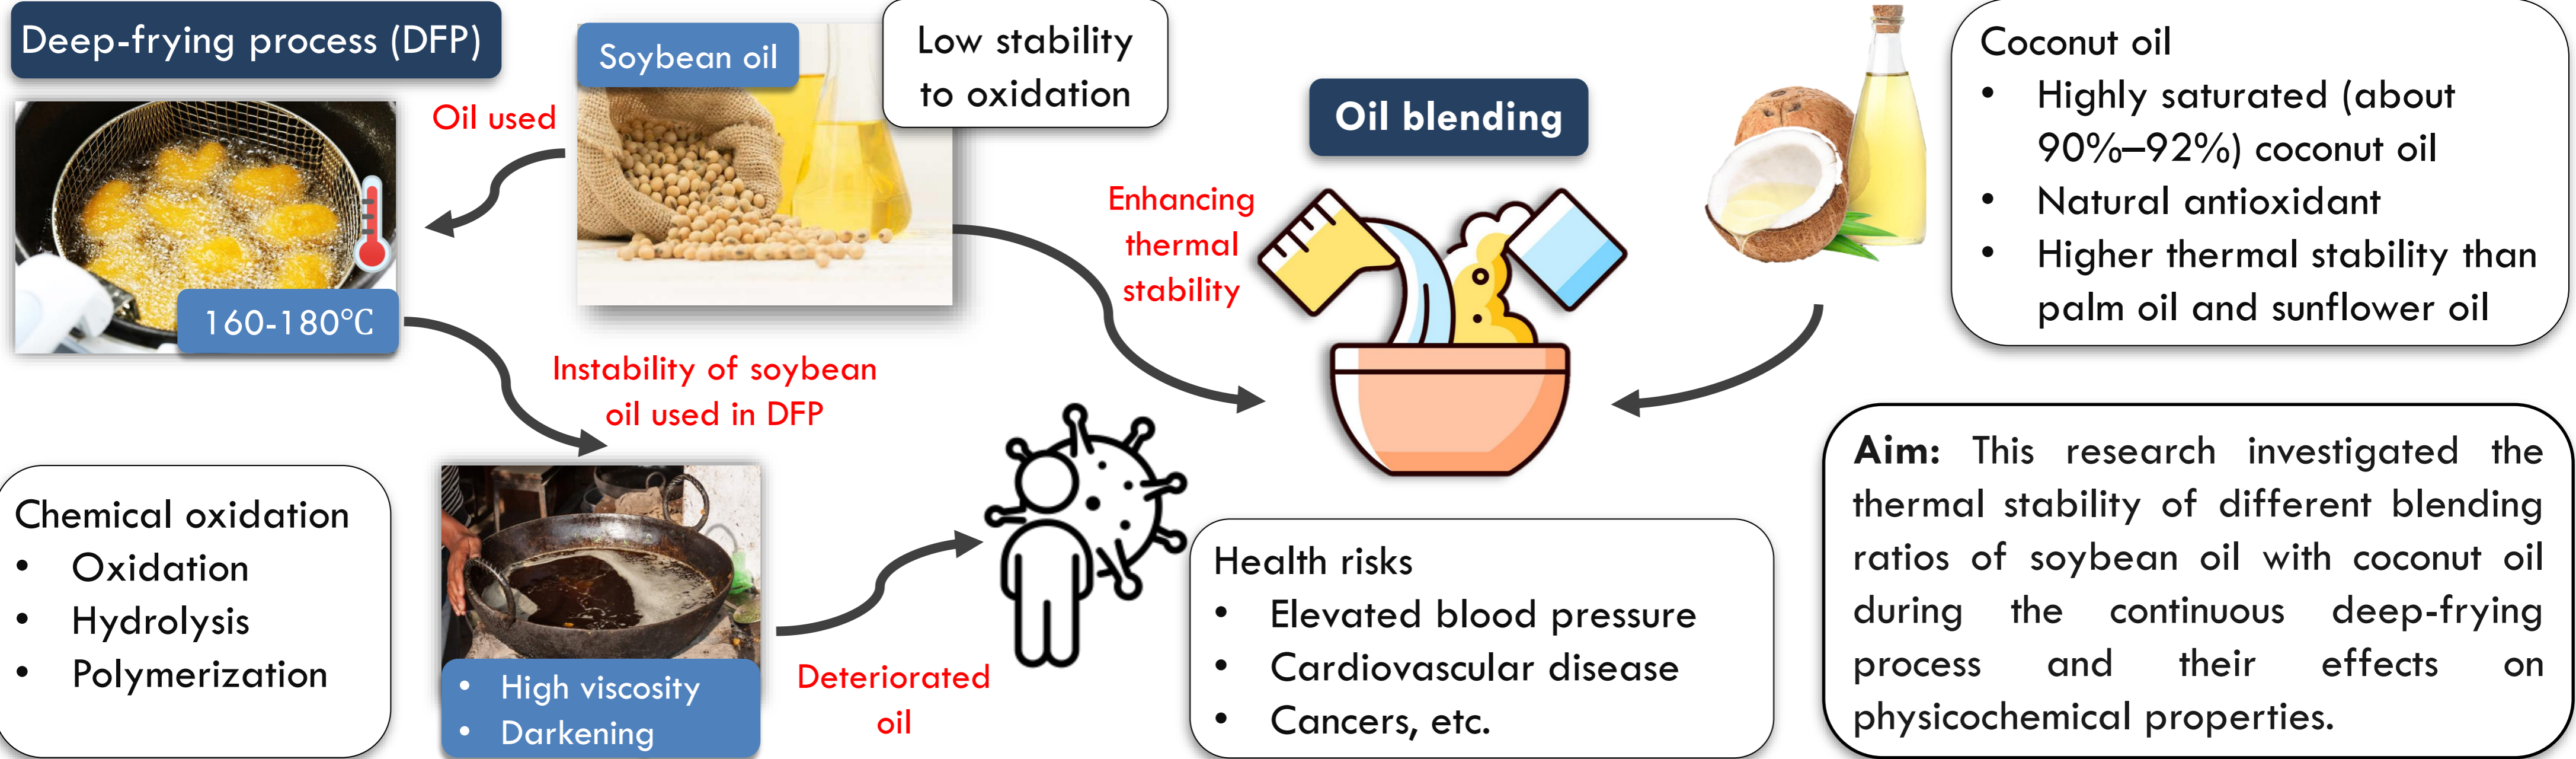 Deep-frying process (DFP)
Oil used
160-180℃
Soybean oil
Low stability
to oxidation
Instability of soybean
oil used in DFP
Chemical oxidation
• Oxidation
• Hydrolysis
• Polymerization
• High viscosity
• Darkening
Deteriorated
oil
Health risks
• Elevated blood pressure
• Cardiovascular disease
• Cancers, etc.
Oil blending
Enhancing
thermal
stability
Coconut oil
• Highly saturated (about
90%–92%) coconut oil
• Natural antioxidant
• Higher thermal stability than
palm oil and sunflower oil
Aim: This research investigated the
thermal stability of different blending
ratios of soybean oil with coconut oil
during the continuous deep-frying
process and their effects on
physicochemical properties.